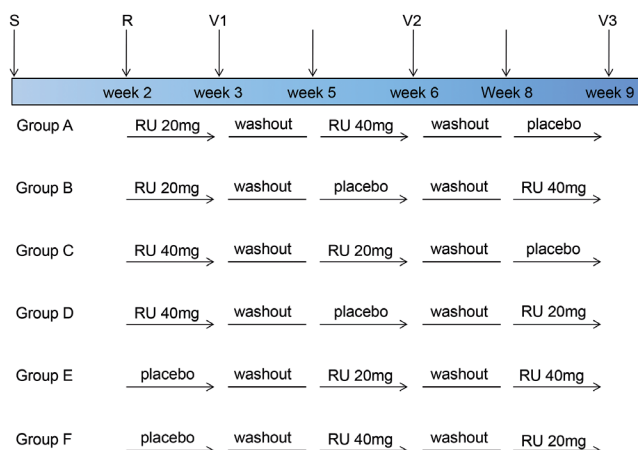 S R V1 V2 V3
week 2 week 3 week 5 week 6 Week 8 week 9
Group A RU 20mg washout RU 40mg washout placebo
Group B RU 20mg washout placebo washout RU 40mg
Group C RU 40mg washout RU 20mg washout placebo
Group D RU 40mg washout placebo washout RU 20mg
Group E placebo washout RU 20mg washout RU 40mg
Group F placebo washout RU 40mg washout RU 20mg